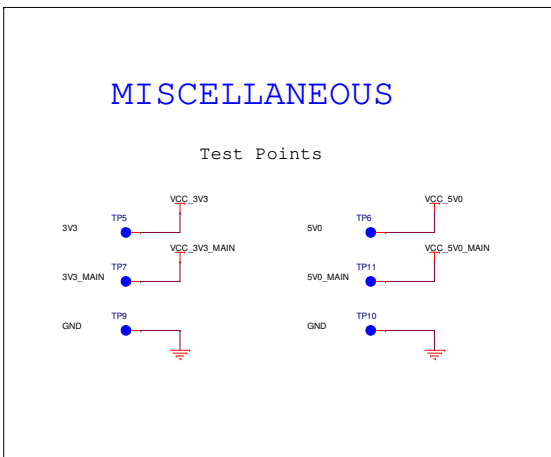 MISCELLANEOUS
Test Points
VCC_3V3
TP5
3V3
VCC_3V3_MAIN
TP7
3V3_MAIN
TP9
GND
VCC_5V0
TP6
5V0
VCC_5V0_MAIN
TP11
5V0_MAIN
TP10
GND